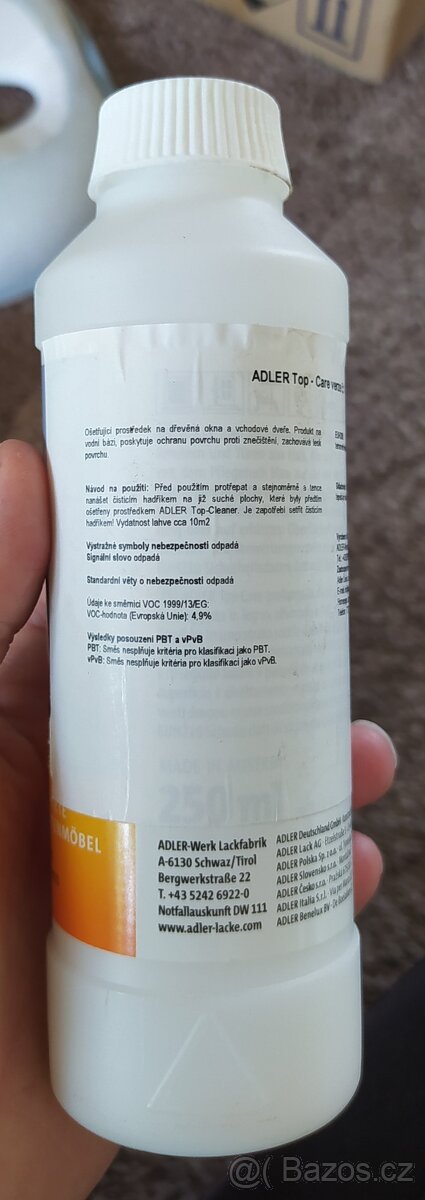 ADLER Top - Care
Ošetřující prostředek na dřevěná okna a vchodové dveře. Produkt na
vodní bázi, poskytuje ochranu povrchu proti znečištění, zachovává lesk
povrchu.
Návod na použití: Před použitím protřepat a stejnoměrně a tence
nanášet čistícím hadříkem na již suché plochy, které byly předtím
ošetřeny prostředkem ADLER Top-Cleaner. Je zapotřebí setřít čistícím
hadříkem! Vydatnost lahve cca 10m2
Výstražné symboly nebezpečnosti odpadá
Signální slovo odpadá
Standardní věty o nebezpečnosti odpadá
Údaje ke směrnici VOC 1999/13/EG:
VOC-hodnota (Evropská Unie): 4,9%
Výsledky posouzení PBT a vPvB
PBT: Směs nesplňuje kritéria pro klasifikaci jako PBT.
vPvB: Směs nesplňuje kritéria pro klasifikaci jako vPvB.
250 ml
NMÖBEL
ADLER-Werk Lackfabrik
A-6130 Schwaz/Tirol
Bergwerkstraße 22
T. +43 5242 6922-0
Notfallauskunft DW 111
www.adler-lacke.com
ADLER Deutschland GmbH
ADLER Lack AG
ADLER Polska Sp. z o.o.
ADLER Slovensko s.r.o.
ADLER Česko s.r.o.
ADLER Italia S.r.l.
ADLER Benelux BV
@( Bazos.cz